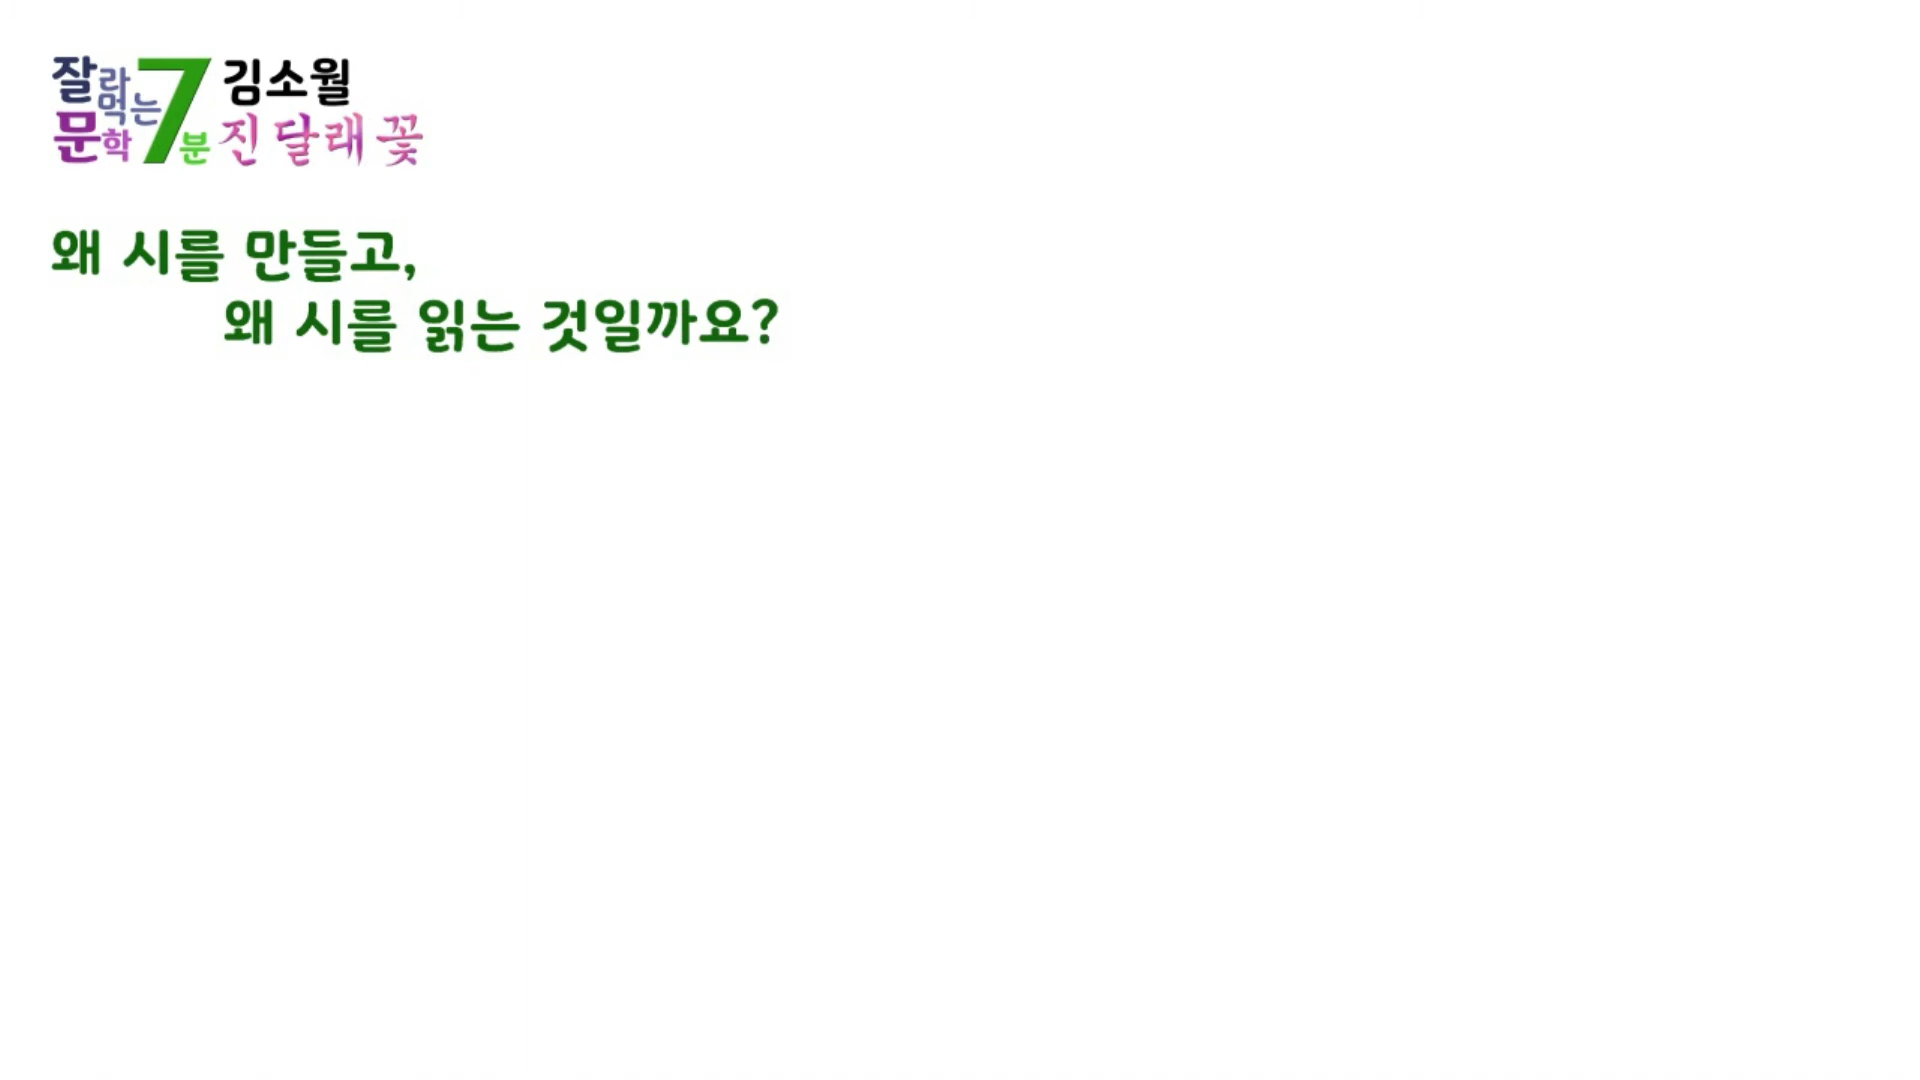 잘라먹는 문학 7분
김소월
진달래꽃
왜 시를 만들고,
왜 시를 읽는 것일까요?